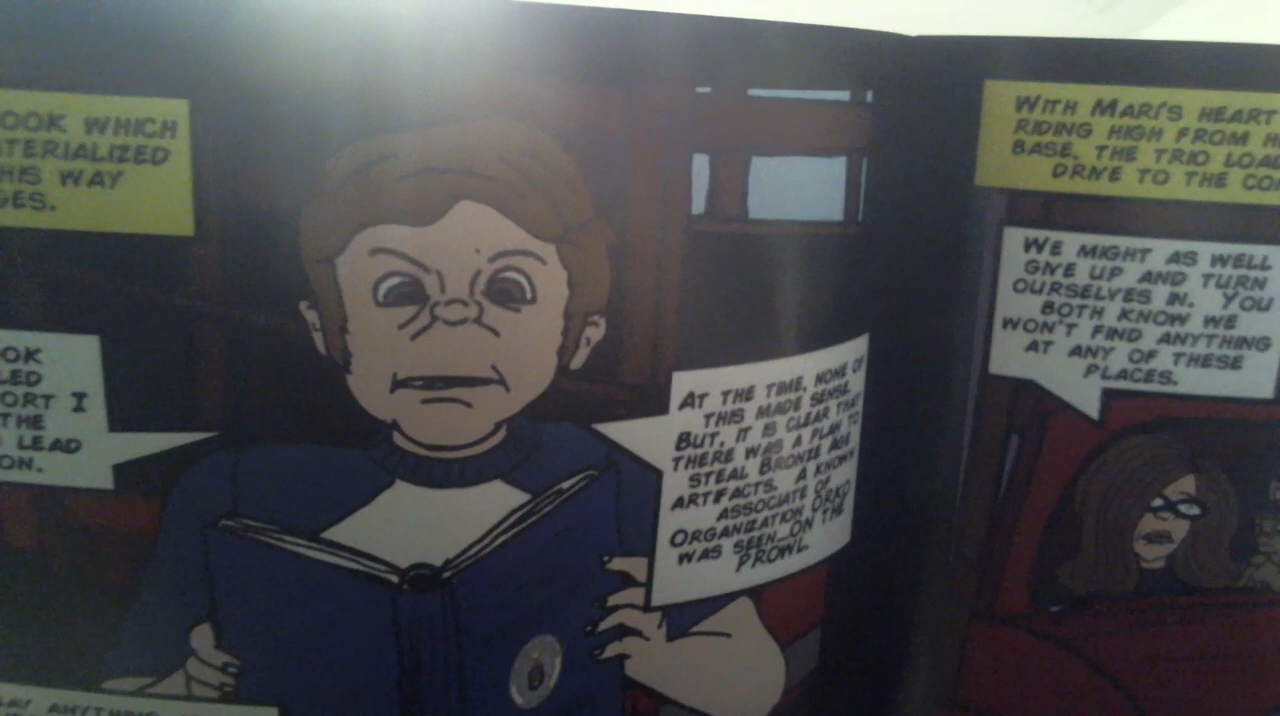 OOK WHICH
TERIALIZED
HIS WAY
GES.
OK
LED
ORT I
THE
LEAD
ON.
AT THE TIME, NONE OF
THIS MADE SENSE.
BUT, IT IS CLEAR THAT
THERE WAS A PLAN TO
STEAL BRONZE AGE
ARTIFACTS. A KNOWN
ASSOCIATE OF
ORGANIZATION ORKO
WAS SEEN...ON THE
PROWL.
ANYTHING
WITH MARI'S HEART
RIDING HIGH FROM H
BASE, THE TRIO LOA
DRIVE TO THE CO
WE MIGHT AS WELL
GIVE UP AND TURN
OURSELVES IN. YOU
BOTH KNOW WE
WON'T FIND ANYTHING
AT ANY OF THESE
PLACES.